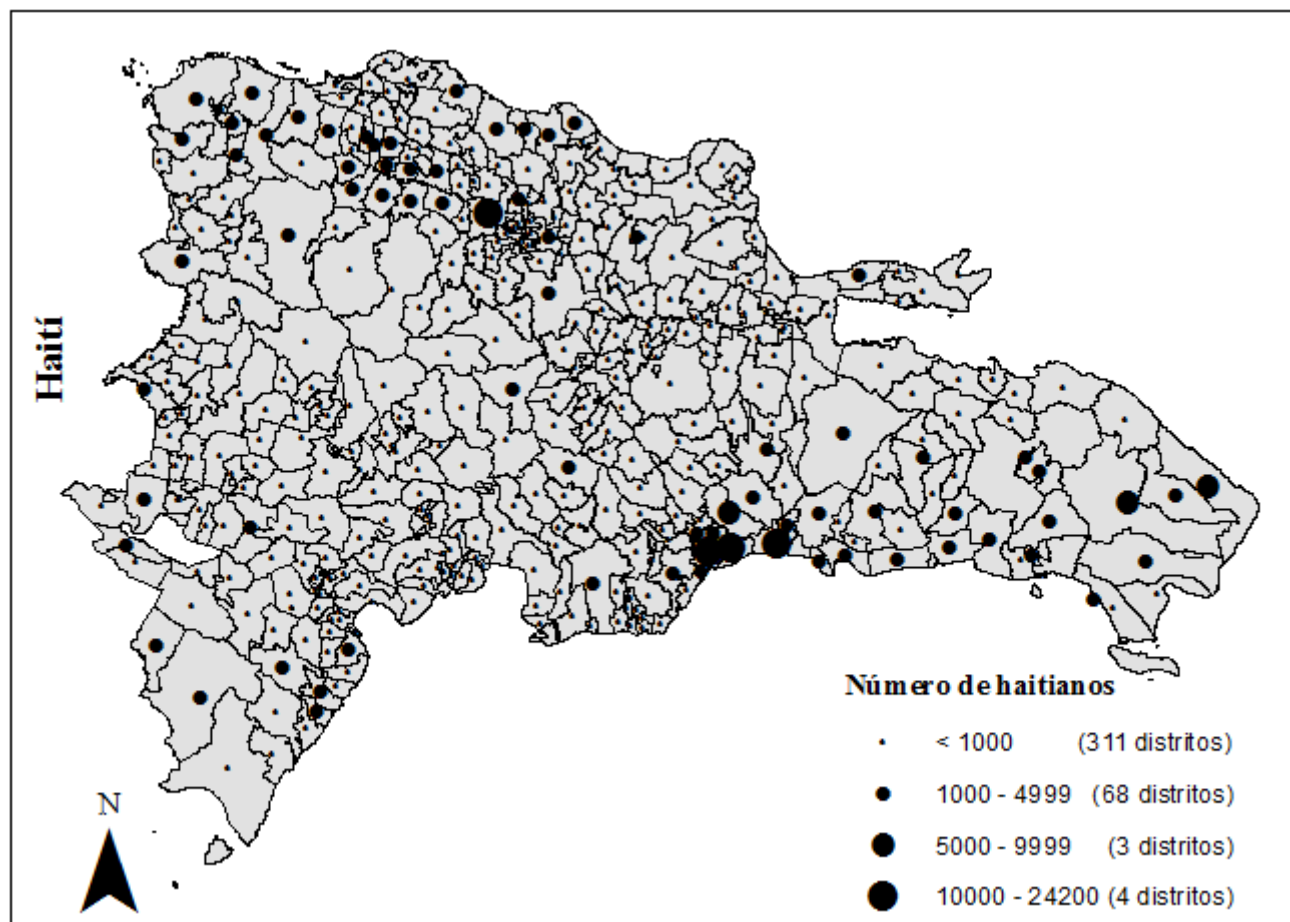 Haití
Número de haitianos
< 1000 (311 distritos)
1000 - 4999 (68 distritos)
5000 - 9999 (3 distritos)
10000 - 24200 (4 distritos)
N